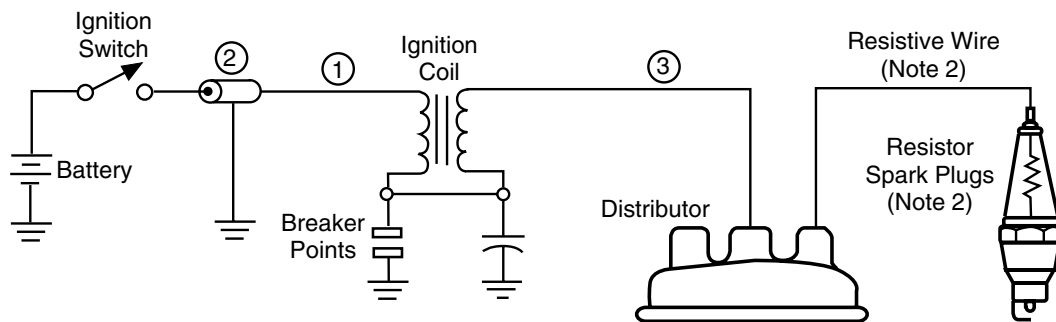 Ignition
Switch
2
1
Ignition
Coil
3
Resistive Wire
(Note 2)
Battery
Breaker
Points
Distributor
Resistor
Spark Plugs
(Note 2)